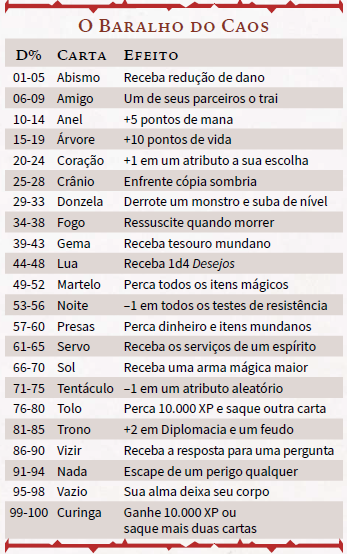 O Baralho do Caos
D% Carta Efeito
01-05 Abismo Receba redução de dano
06-09 Amigo Um de seus parceiros o trai
10-14 Anel +5 pontos de mana
15-19 Árvore +10 pontos de vida
20-24 Coração +1 em um atributo a sua escolha
25-28 Crânio Enfrente cópia sombria
29-33 Donzela Derrote um monstro e suba de nível
34-38 Fogo Ressuscite quando morrer
39-43 Gema Receba tesouro mundano
44-48 Lua Receba 1d4 Desejos
49-52 Martelo Perca todos os itens mágicos
53-56 Noite –1 em todos os testes de resistência
57-60 Presas Perca dinheiro e itens mundanos
61-65 Servo Receba os serviços de um espírito
66-70 Sol Receba uma arma mágica maior
71-75 Tentáculo –1 em um atributo aleatório
76-80 Tolo Perca 10.000 XP e saque outra carta
81-85 Trono +2 em Diplomacia e um feudo
86-90 Vizir Receba a resposta para uma pergunta
91-94 Nada Escape de um perigo qualquer
95-98 Vazio Sua alma deixa seu corpo
99-100 Curinga Ganhe 10.000 XP ou
saque mais duas cartas